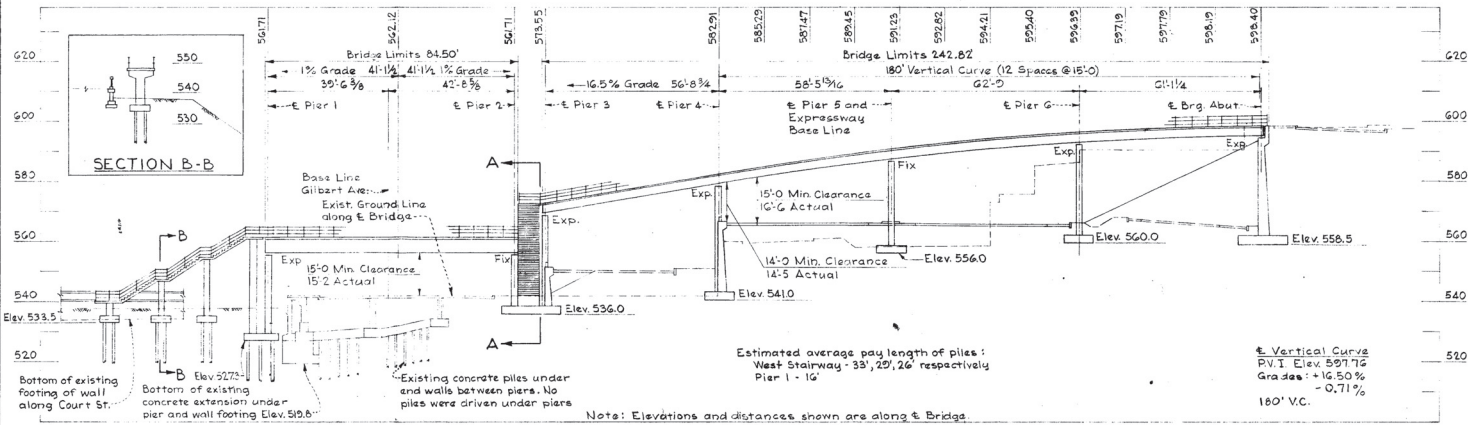 561.71
562.12
561.71
573.55
582.91
585.29
587.47
589.45
591.23
592.82
594.21
595.40
596.39
597.19
597.79
598.19
598.40
620
600
580
560
540
520
620
600
580
560
540
520
550
540
530
SECTION B-B
Bridge Limits 84.50'
1% Grade 41'-1½ 41'-1½ 1% Grade
39'-6⅜ 42'-8⅝
℄ Pier 1
℄ Pier 2
Bridge Limits 242.82'
180' Vertical Curve (12 Spaces @ 15'-0)
16.5% Grade 56'-8¾
58'-5 13/16
62'-9
61'-1¼
℄ Pier 3
℄ Pier 4
℄ Pier 5 and
Expressway
Base Line
℄ Pier 6
℄ Brg. Abut.
Base Line
Gilbert Ave.
Exist. Ground Line
along ℄ Bridge
A
A
B
B
Exp
15'-0 Min. Clearance
15'-2 Actual
Fix
Exp.
Exp.
15'-0 Min. Clearance
16'-6 Actual
Fix
Exp.
Exp.
14'-0 Min. Clearance
14'-5 Actual
Elev. 533.5
Elev 527.3
Elev. 536.0
Elev. 541.0
Elev. 556.0
Elev. 560.0
Elev. 558.5
Bottom of existing
footing of wall
along Court St.
Bottom of existing
concrete extension under
pier and wall footing Elev. 519.8
Existing concrete piles under
end walls between piers. No
piles were driven under piers
Estimated average pay length of piles:
West Stairway - 33', 29', 26' respectively
Pier 1 - 16'
℄ Vertical Curve
P.V.I. Elev. 597.76
Grades: +16.50%
-0.71%
180' V.C.
Note: Elevations and distances shown are along ℄ Bridge.